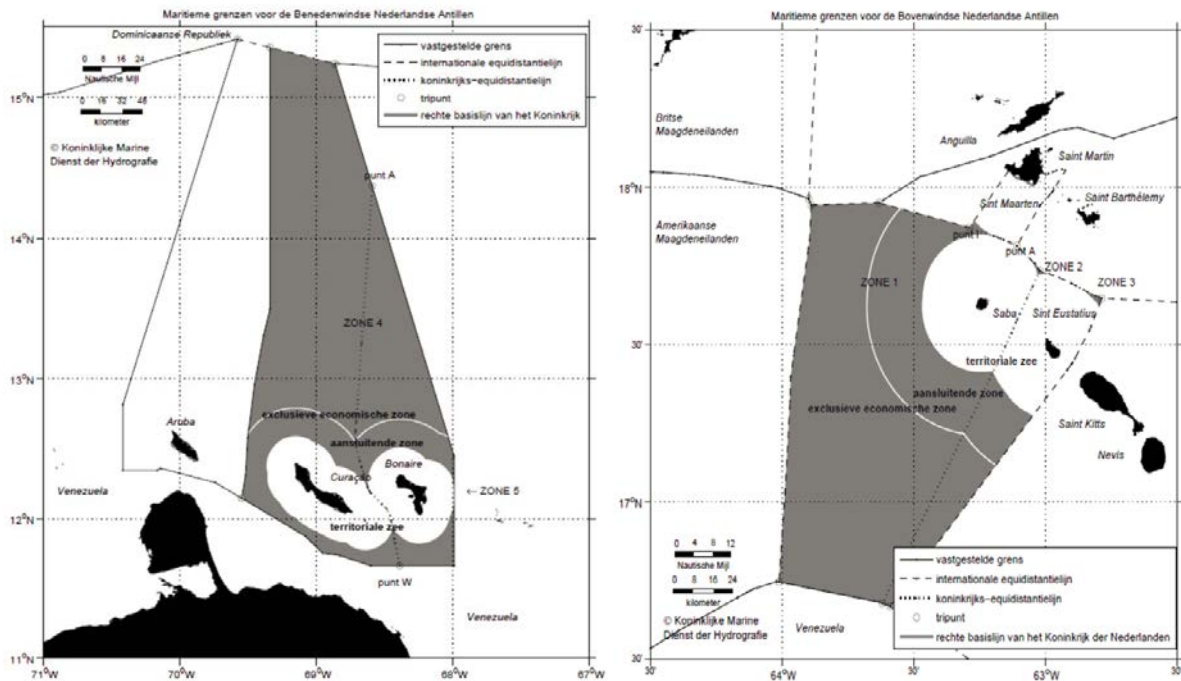 Maritieme grenzen voor de Benedenwindse Nederlandse Antillen
Dominicaanse Republiek
0 8 16 24
Nautische Mijl
0 16 32 48
kilometer
© Koninklijke Marine
Dienst der Hydrografie
vastgestelde grens
internationale equidistantielijn
koninkrijks-equidistantielijn
tripunt
rechte basislijn van het Koninkrijk
15°N
punt A
14°N
ZONE 4
13°N
exclusieve economische zone
Aruba
aansluitende zone
Curaçao
Bonaire
Venezuela
← ZONE 5
12°N
territoriale zee
punt W
Venezuela
11°N
71°W
70°W
69°W
68°W
67°W
Maritieme grenzen voor de Bovenwindse Nederlandse Antillen
30'
Britse
Maagdeneilanden
Anguilla
Saint Martin
18°N
Sint Maarten
Saint Barthélemy
Amerikaanse
Maagdeneilanden
punt A
ZONE 2
ZONE 1
ZONE 3
Saba
Sint Eustatius
30'
territoriale zee
aansluitende zone
exclusieve economische zone
Saint Kitts
Nevis
17°N
0 4 8 12
Nautische Mijl
0 8 16 24
kilometer
© Koninklijke Marine
Dienst der Hydrografie
Venezuela
vastgestelde grens
internationale equidistantielijn
koninkrijks-equidistantielijn
tripunt
rechte basislijn van het Koninkrijk der Nederlanden
30'
30'
64°W
30'
63°W
30'